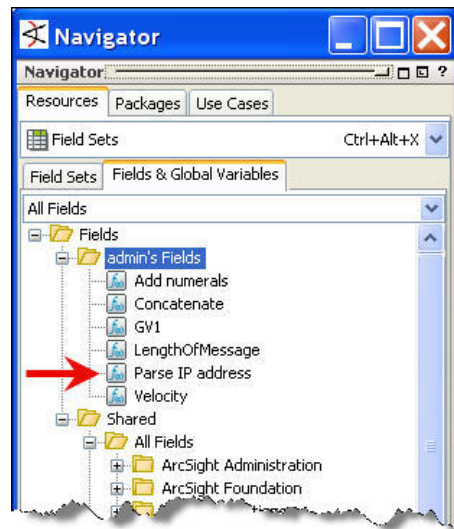 Navigator
Navigator ?
Resources Packages Use Cases
Field Sets Ctrl+Alt+X
Field Sets Fields & Global Variables
All Fields
Fields
admin's Fields
Add numerals
Concatenate
GV1
LengthOfMessage
Parse IP address
Velocity
Shared
All Fields
ArcSight Administration
ArcSight Foundation